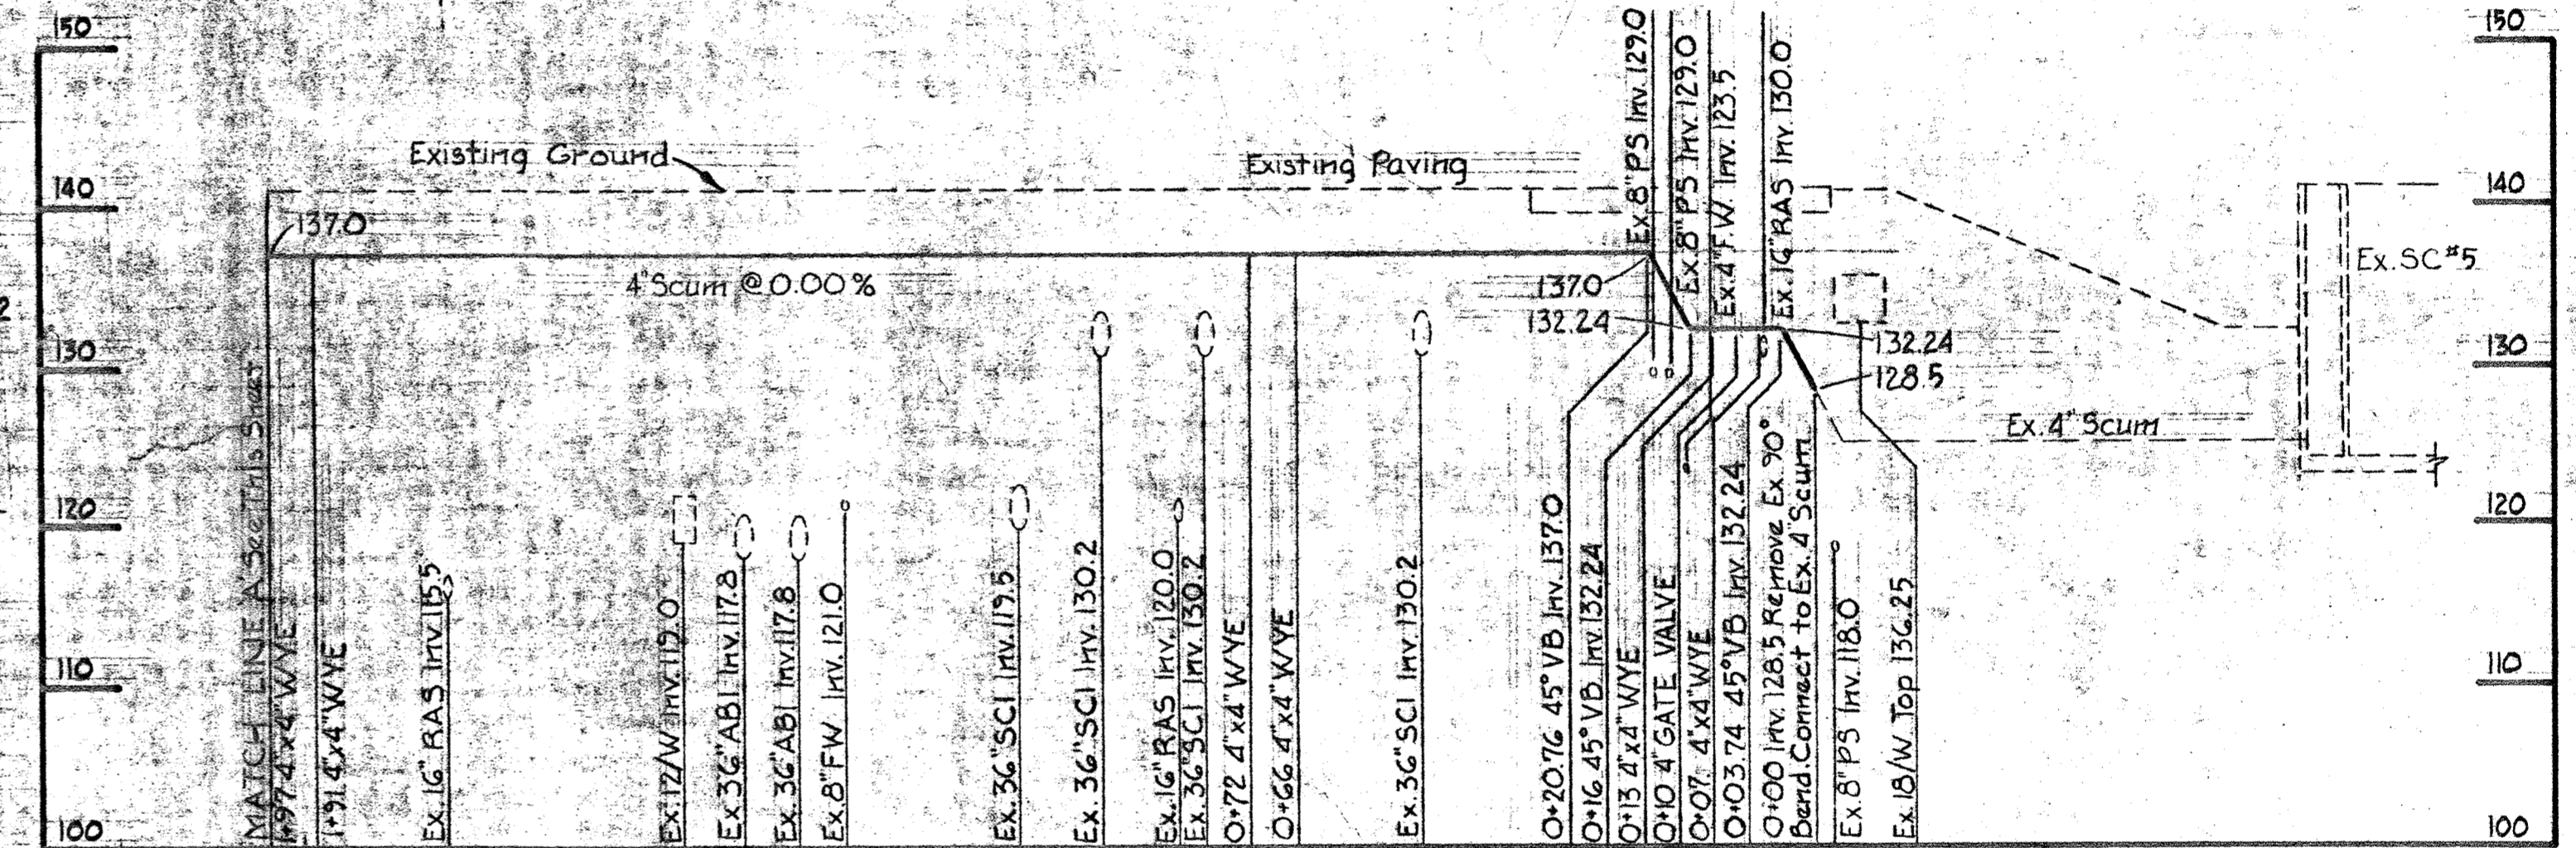 150
150
Existing Ground
Existing Paving
140
140
137.0
4" Scum @ 0.00%
Ex. 8" PS Inv. 129.0
Ex. 8" PS Inv. 129.0
Ex. 4" F.W. Inv. 123.5
Ex. 16" RAS Inv. 130.0
Ex. SC #5
137.0
132.24
132.24
128.5
130
130
Ex. 4" Scum
120
120
110
110
100
100
MATCH LINE 'A' See This Sheet
1+97 4"x4" WYE
1+91 4"x4" WYE
Ex. 16" RAS Inv. 115.5
Ex. 12/W Inv. 119.0
Ex. 36" ABI Inv. 117.8
Ex. 36" ABI Inv. 117.8
Ex. 8" FW Inv. 121.0
Ex. 36" SCI Inv. 119.5
Ex. 36" SCI Inv. 130.2
Ex. 16" RAS Inv. 120.0
Ex. 36" SCI Inv. 130.2
0+72 4"x4" WYE
0+66 4"x4" WYE
Ex. 36" SCI Inv. 130.2
0+20.76 45° VB Inv. 137.0
0+16 45° VB Inv. 132.24
0+13 4"x4" WYE
0+10 4" GATE VALVE
0+07 4"x4" WYE
0+03.74 45° VB Inv. 132.24
0+00 Inv. 128.5 Remove Ex. 90°
Bend. Connect to Ex. 4" Scum
Ex. 8" PS Inv. 118.0
Ex. 18/W Top 136.25
2